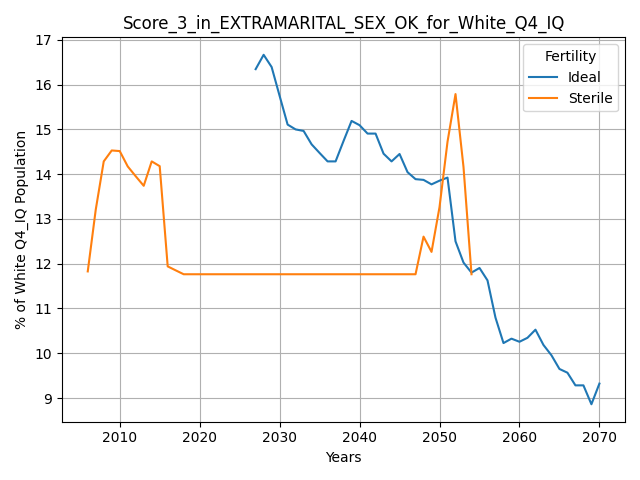 Score_3_in_EXTRAMARITAL_SEX_OK_for_White_Q4_IQ
17
16
15
14
13
12
11
10
9
% of White Q4_IQ Population
Fertility
Ideal
Sterile
2010 2020 2030 2040 2050 2060 2070
Years